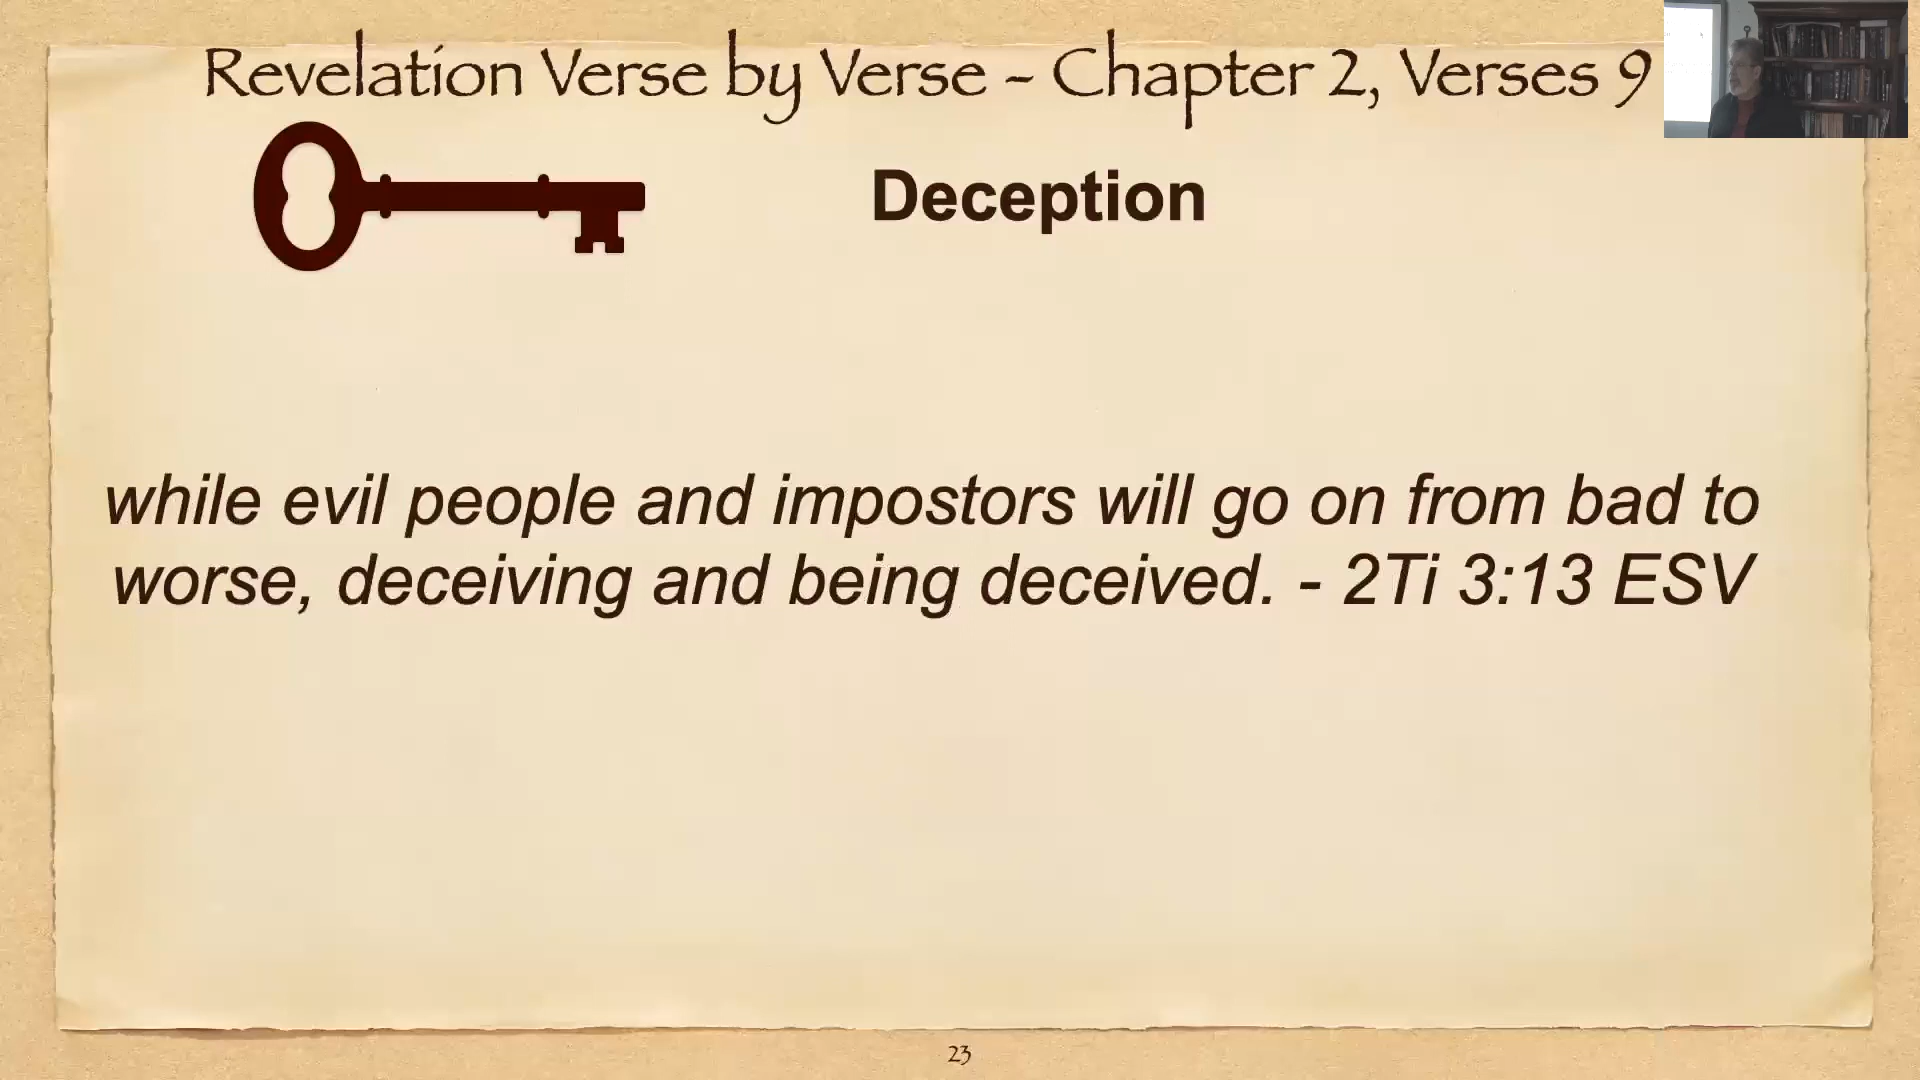 Revelation Verse by Verse - Chapter 2, Verses 9
Deception
while evil people and impostors will go on from bad to
worse, deceiving and being deceived. - 2Ti 3:13 ESV
23